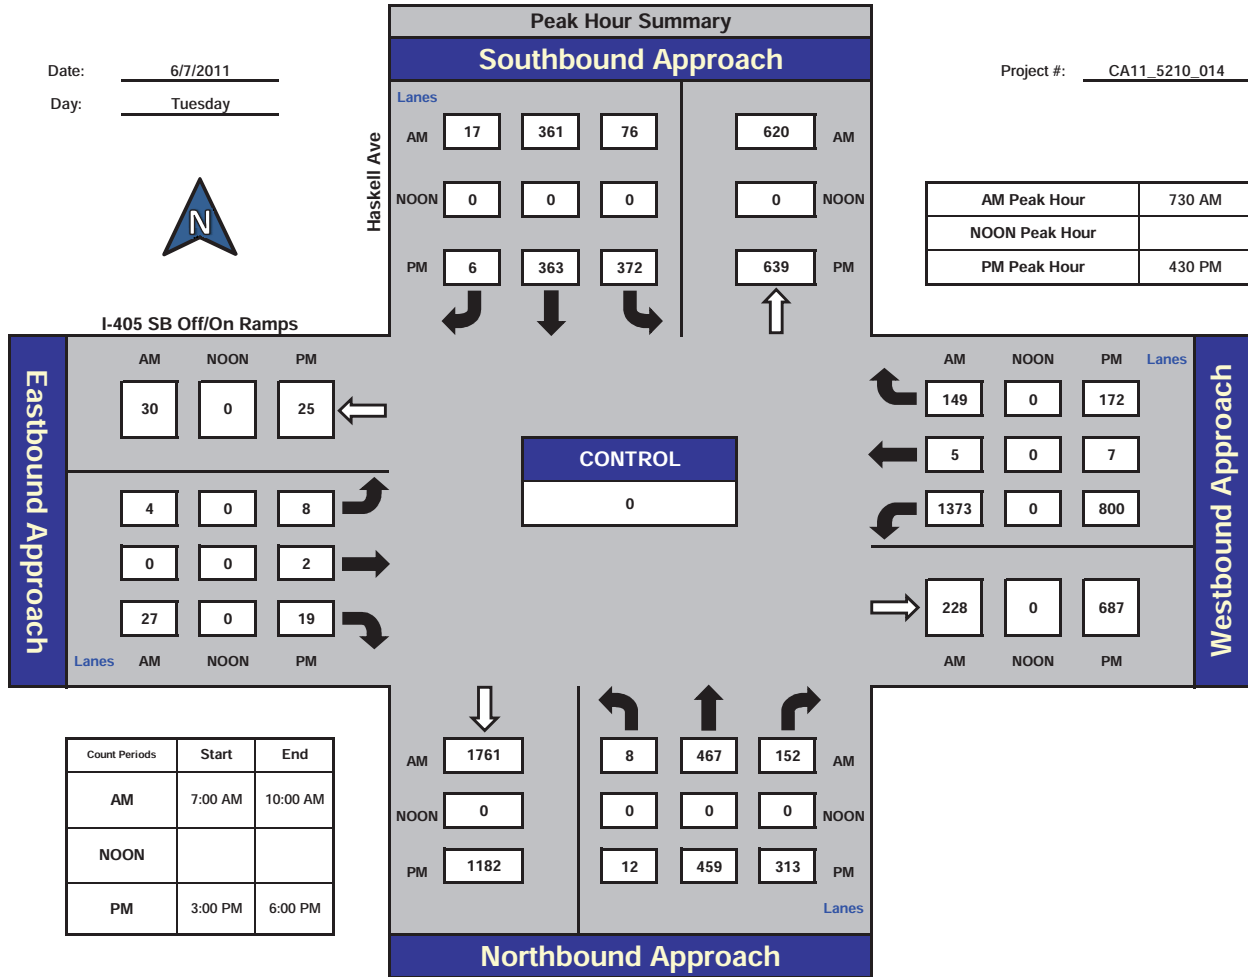 Peak Hour Summary
Southbound Approach
Date: 6/7/2011
Project #: CA11_5210_014
Day: Tuesday
Lanes
Haskell Ave
AM 17 361 76 620 AM
NOON 0 0 0 0 NOON
PM 6 363 372 639 PM
N
AM Peak Hour 730 AM
NOON Peak Hour
PM Peak Hour 430 PM
I-405 SB Off/On Ramps
Eastbound Approach
AM NOON PM
30 0 25
4 0 8
0 0 2
27 0 19
Lanes AM NOON PM
CONTROL
0
AM NOON PM Lanes
149 0 172
5 0 7
1373 0 800
228 0 687
AM NOON PM
Westbound Approach
Count Periods Start End
AM 7:00 AM 10:00 AM
NOON
PM 3:00 PM 6:00 PM
AM 1761 8 467 152 AM
NOON 0 0 0 0 NOON
PM 1182 12 459 313 PM
Lanes
Northbound Approach